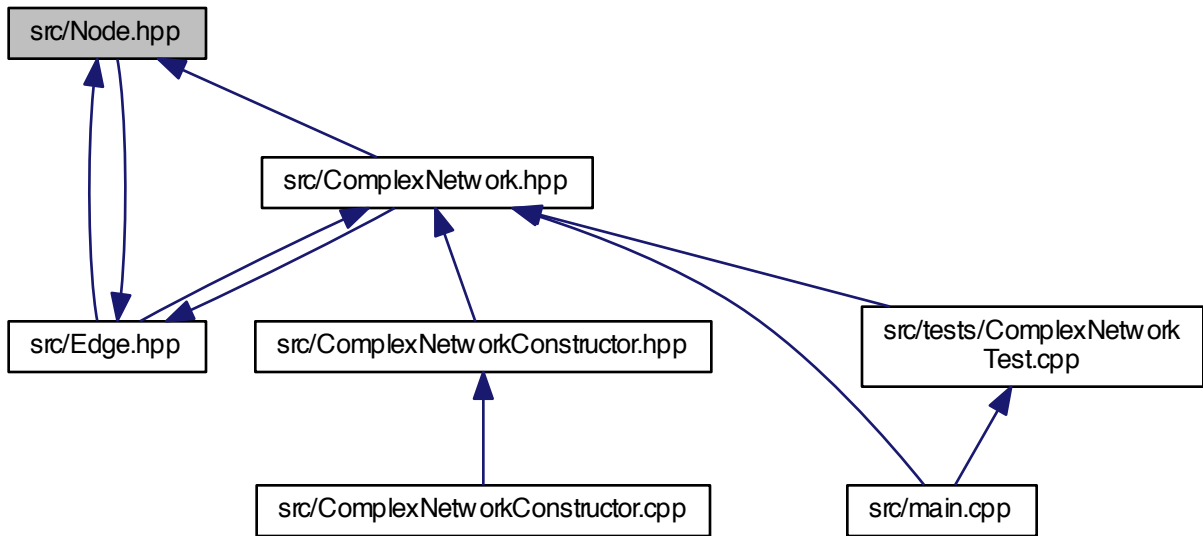 src/Node.hpp
src/ComplexNetwork.hpp
src/Edge.hpp
src/ComplexNetworkConstructor.hpp
src/tests/ComplexNetwork
Test.cpp
src/ComplexNetworkConstructor.cpp
src/main.cpp